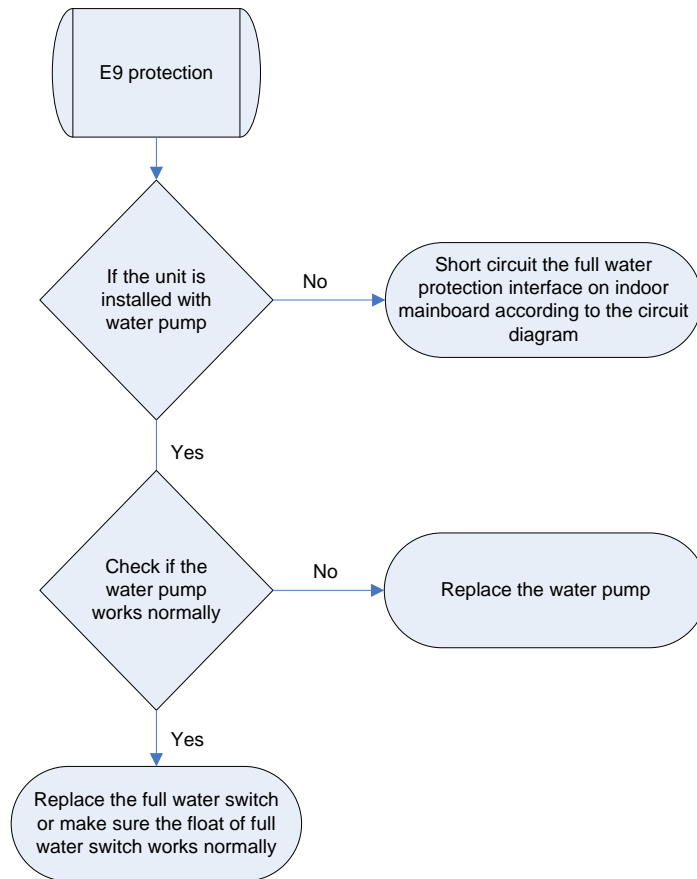 E9 protection
If the unit is
installed with
water pump
No
Short circuit the full water
protection interface on indoor
mainboard according to the circuit
diagram
Yes
Check if the
water pump
works normally
No
Replace the water pump
Yes
Replace the full water switch
or make sure the float of full
water switch works normally